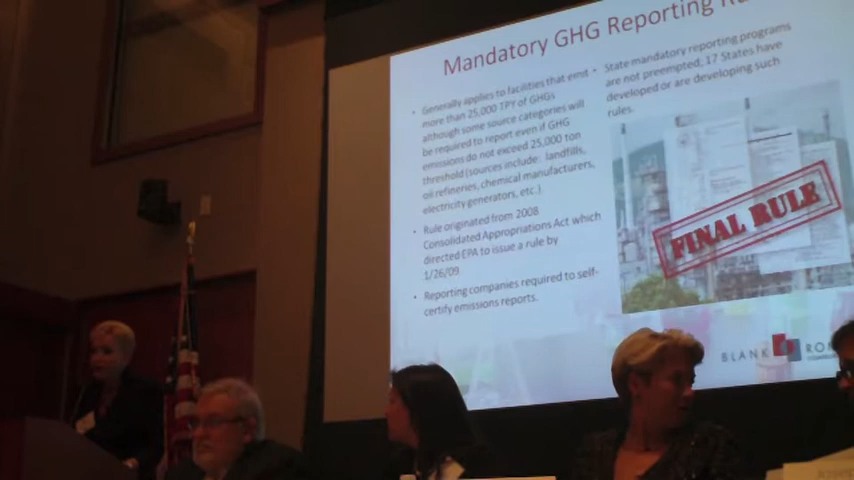 Mandatory GHG Reporting
• Generally applies to facilities that emit
more than 25,000 TPY of GHGs
although some source categories will
be required to report even if GHG
emissions do not exceed 25,000 ton
threshold (sources include: landfills,
oil refineries, chemical manufacturers,
electricity generators, etc.)
• Rule originated from 2008
Consolidated Appropriations Act which
directed EPA to issue a rule by
1/26/09
• Reporting companies required to self-
certify emissions reports.
• State mandatory reporting programs
are not preempted, 17 States have
developed or are developing such
rules.
FINAL RULE
BLANK